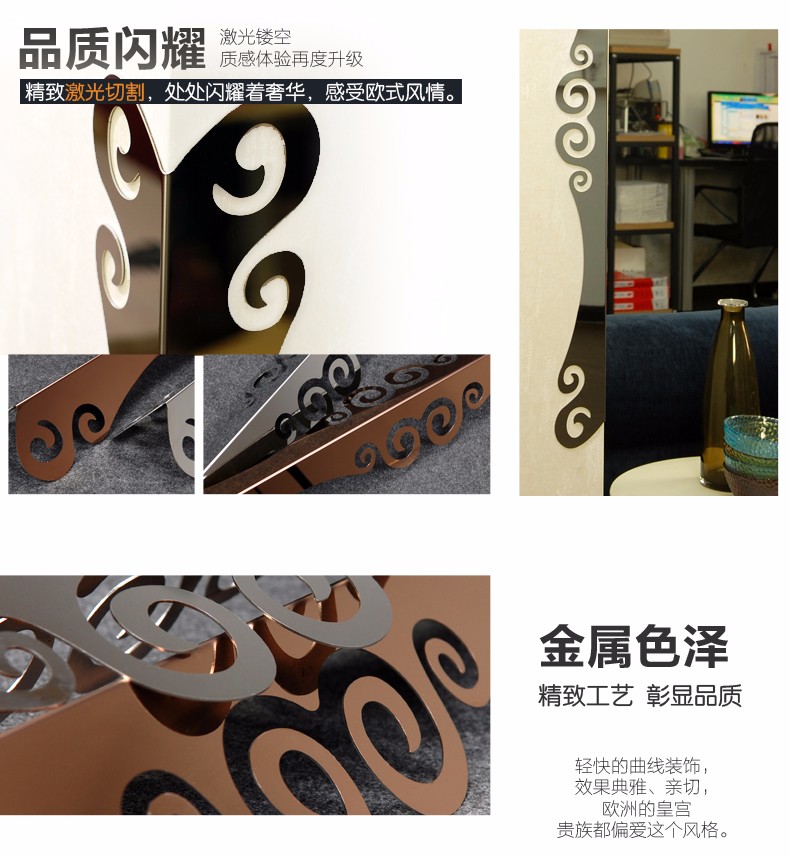 品质闪耀
激光镂空
质感体验再度升级
精致激光切割，处处闪耀着奢华，感受欧式风情。
金属色泽
精致工艺 彰显品质
轻快的曲线装饰，
效果典雅、亲切，
欧洲的皇宫
贵族都偏爱这个风格。